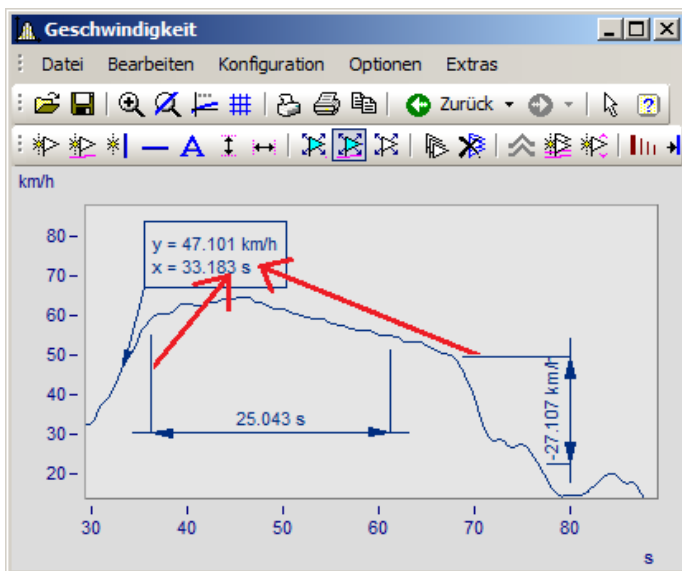 Geschwindigkeit
Datei Bearbeiten Konfiguration Optionen Extras
Zurück
A
km/h
y = 47.101 km/h
x = 33.183 s
80
70
60
50
40
30
20
25.043 s
-27.107 km/h
30 40 50 60 70 80
s